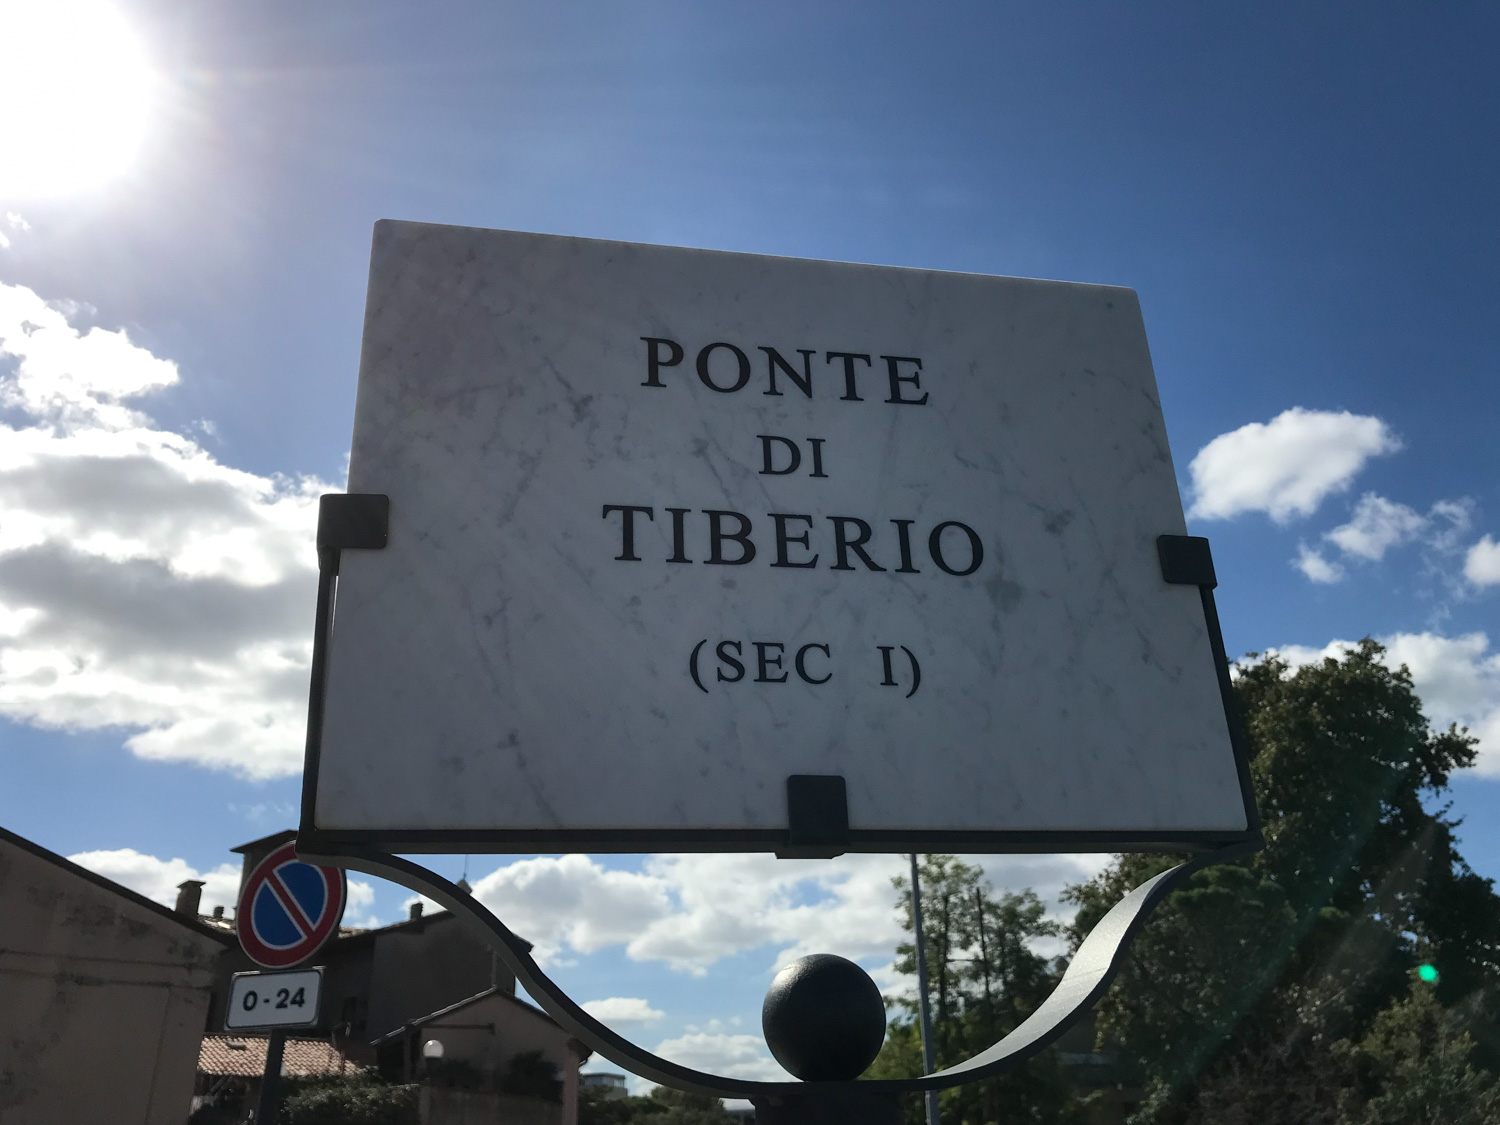 PONTE
DI
TIBERIO
(SEC I)
0-24